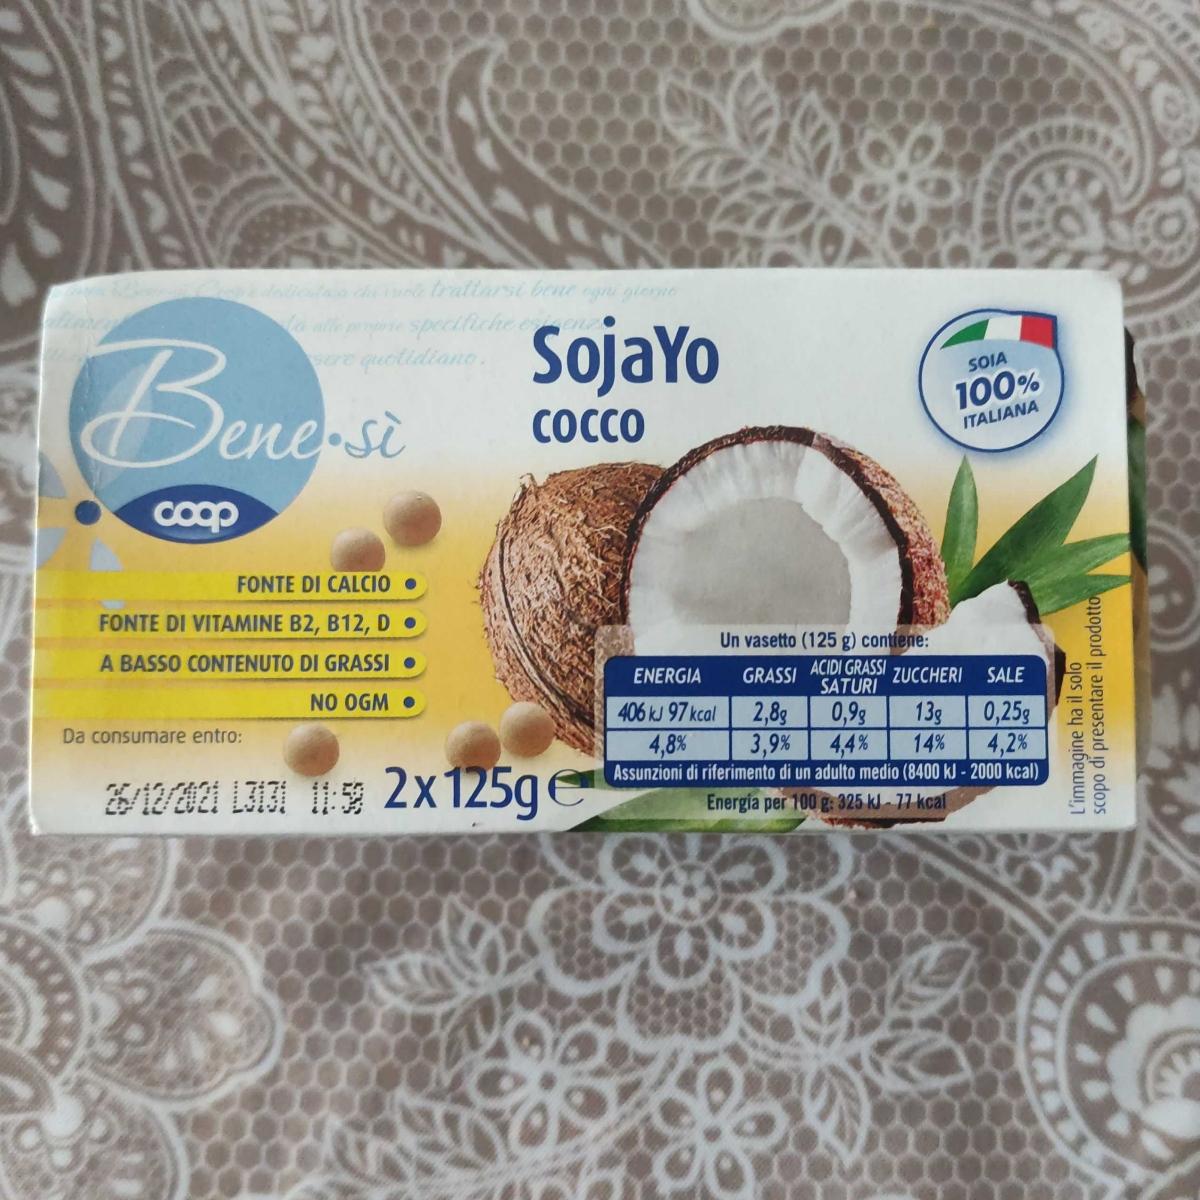 trattarsi bene ogni giorno
alle proprie specifiche esigenze
quotidiano.
Bene.sì
coop
SojaYo
COCCO
SOIA
100%
ITALIANA
FONTE DI CALCIO •
FONTE DI VITAMINE B2, B12, D •
A BASSO CONTENUTO DI GRASSI •
NO OGM •
Da consumare entro:
26/12/2021 L3131 11:59
2x125g e
Un vasetto (125 g) contiene:
ENERGIA GRASSI ACIDI GRASSI SATURI ZUCCHERI SALE
406 kJ 97 kcal 2,8g 0,9g 13g 0,25g
4,8% 3,9% 4,4% 14% 4,2%
Assunzioni di riferimento di un adulto medio (8400 kJ - 2000 kcal)
Energia per 100 g: 325 kJ - 77 kcal
L'immagine ha il solo
scopo di presentare il prodotto